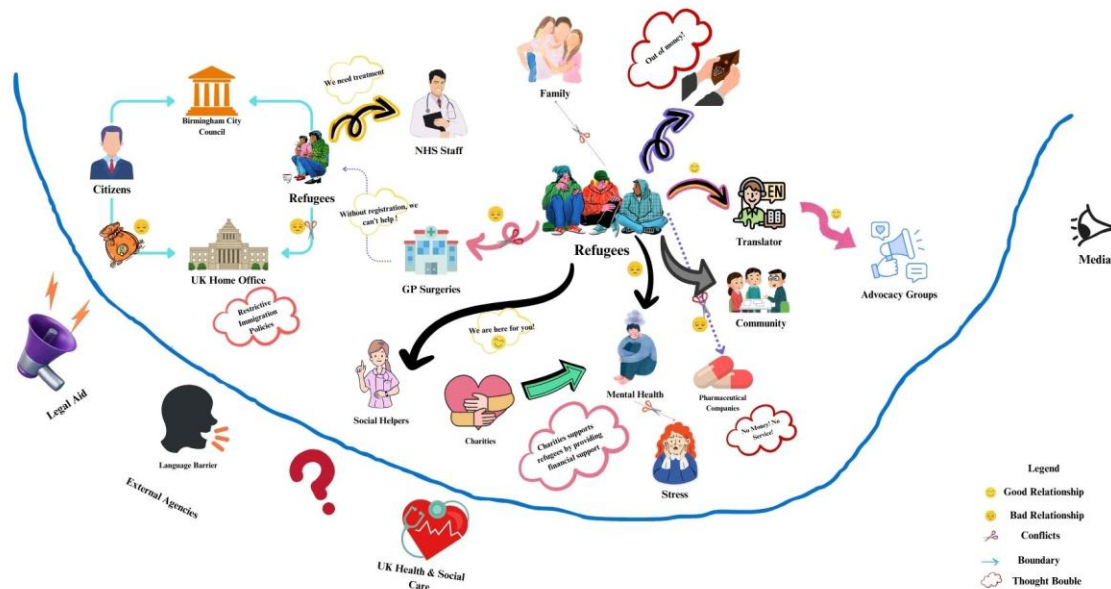 Birmingham City
Council
Citizens
Refugees
We need treatment
NHS Staff
Family
Out of money!
UK Home Office
Restrictive
Immigration
Policies
Without registration, we
can't help !
GP Surgeries
Refugees
EN
Translator
Advocacy Groups
Media
Community
We are here for you!
Social Helpers
Charities
Mental Health
Pharmaceutical
Companies
No Money! No
Service!
Charities supports
refugees by providing
financial support
Stress
Legal Aid
Language Barrier
External Agencies
?
UK Health & Social
Care
Legend
Good Relationship
Bad Relationship
Conflicts
Boundary
Thought Bouble